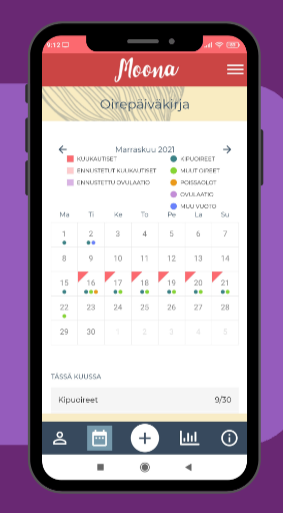 9:12
Moona
Oirepäiväkirja
Marraskuu 2021
KUUKAUTISET
ENNUSTETUT KUUKAUTISET
ENNUSTETTU OVULAATIO
KIPUOIREET
MUUT OIREET
POISSAOLOT
OVULAATIO
MUU VUOTO
Ma Ti Ke To Pe La Su
1 2 3 4 5 6 7
8 9 10 11 12 13 14
15 16 17 18 19 20 21
22 23 24 25 26 27 28
29 30 1 2 3 4 5
TÄSSÄ KUUSSA
Kipuoireet 9/30